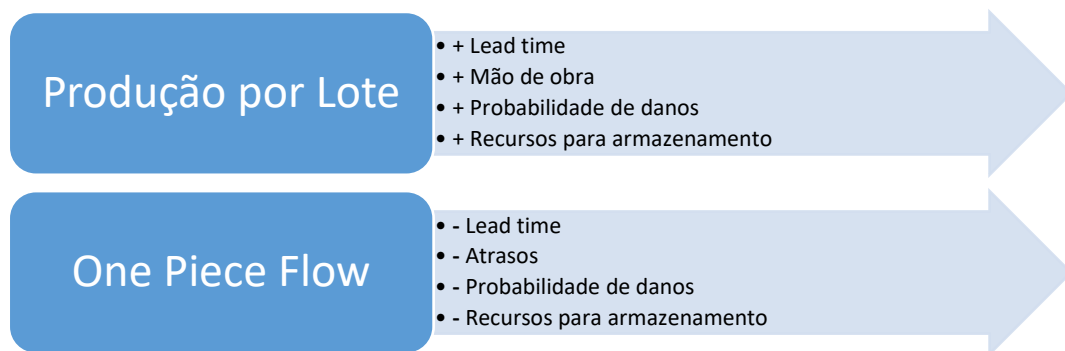 Produção por Lote
• + Lead time
• + Mão de obra
• + Probabilidade de danos
• + Recursos para armazenamento
One Piece Flow
• - Lead time
• - Atrasos
• - Probabilidade de danos
• - Recursos para armazenamento